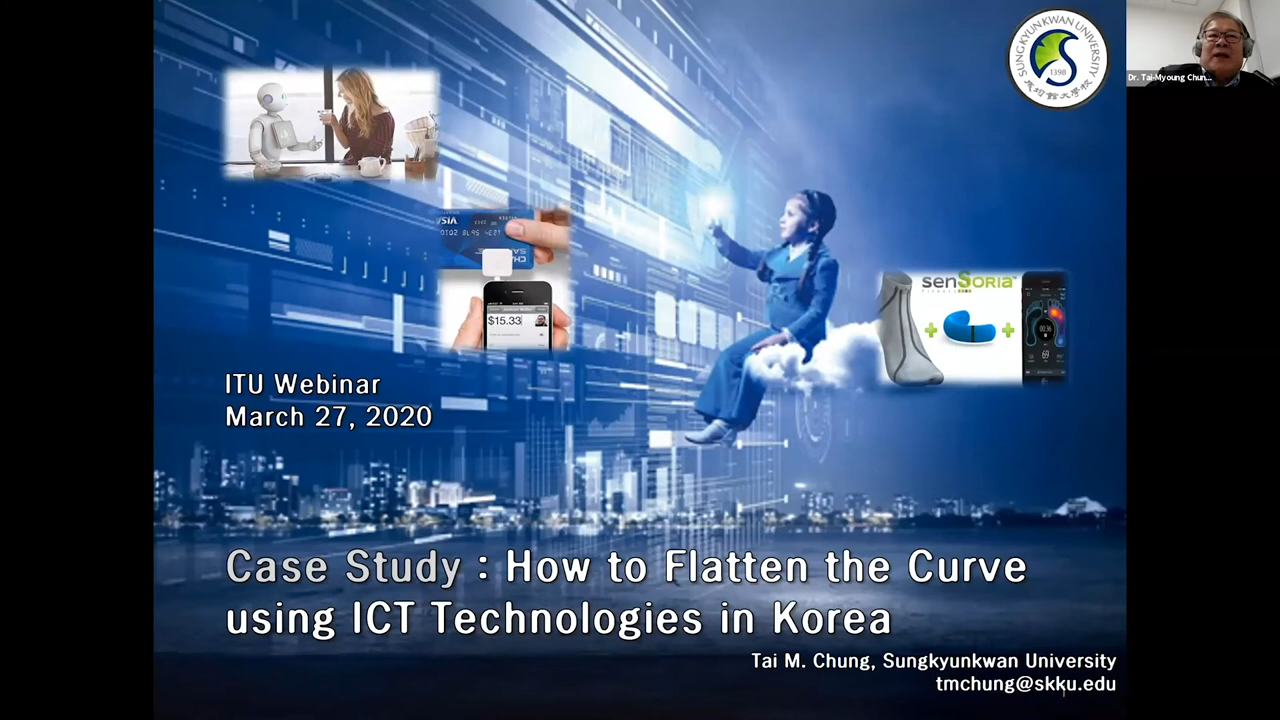 SUNGKYUNKWAN UNIVERSITY
1398
Dr. Tai-Myoung Chun...
VISA
$15.33
senSoria
ITU Webinar
March 27, 2020
Case Study : How to Flatten the Curve
using ICT Technologies in Korea
Tai M. Chung, Sungkyunkwan University
tmchung@skku.edu